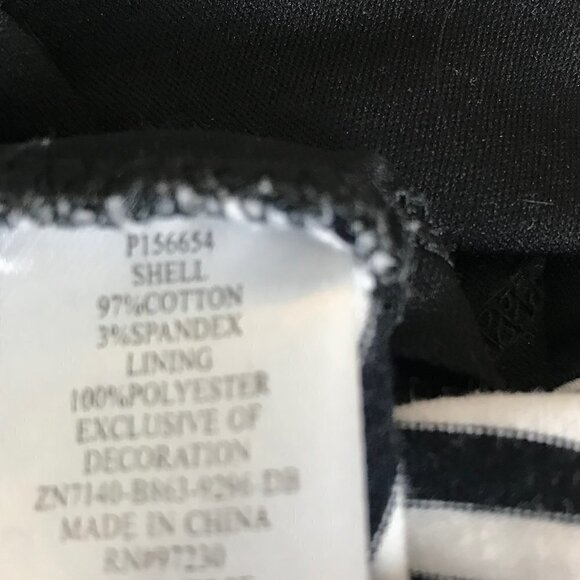 P156654
SHELL
97%COTTON
3%SPANDEX
LINING
100%POLYESTER
EXCLUSIVE OF
DECORATION
ZN7140-B863-9296-DB
MADE IN CHINA
RN#97230